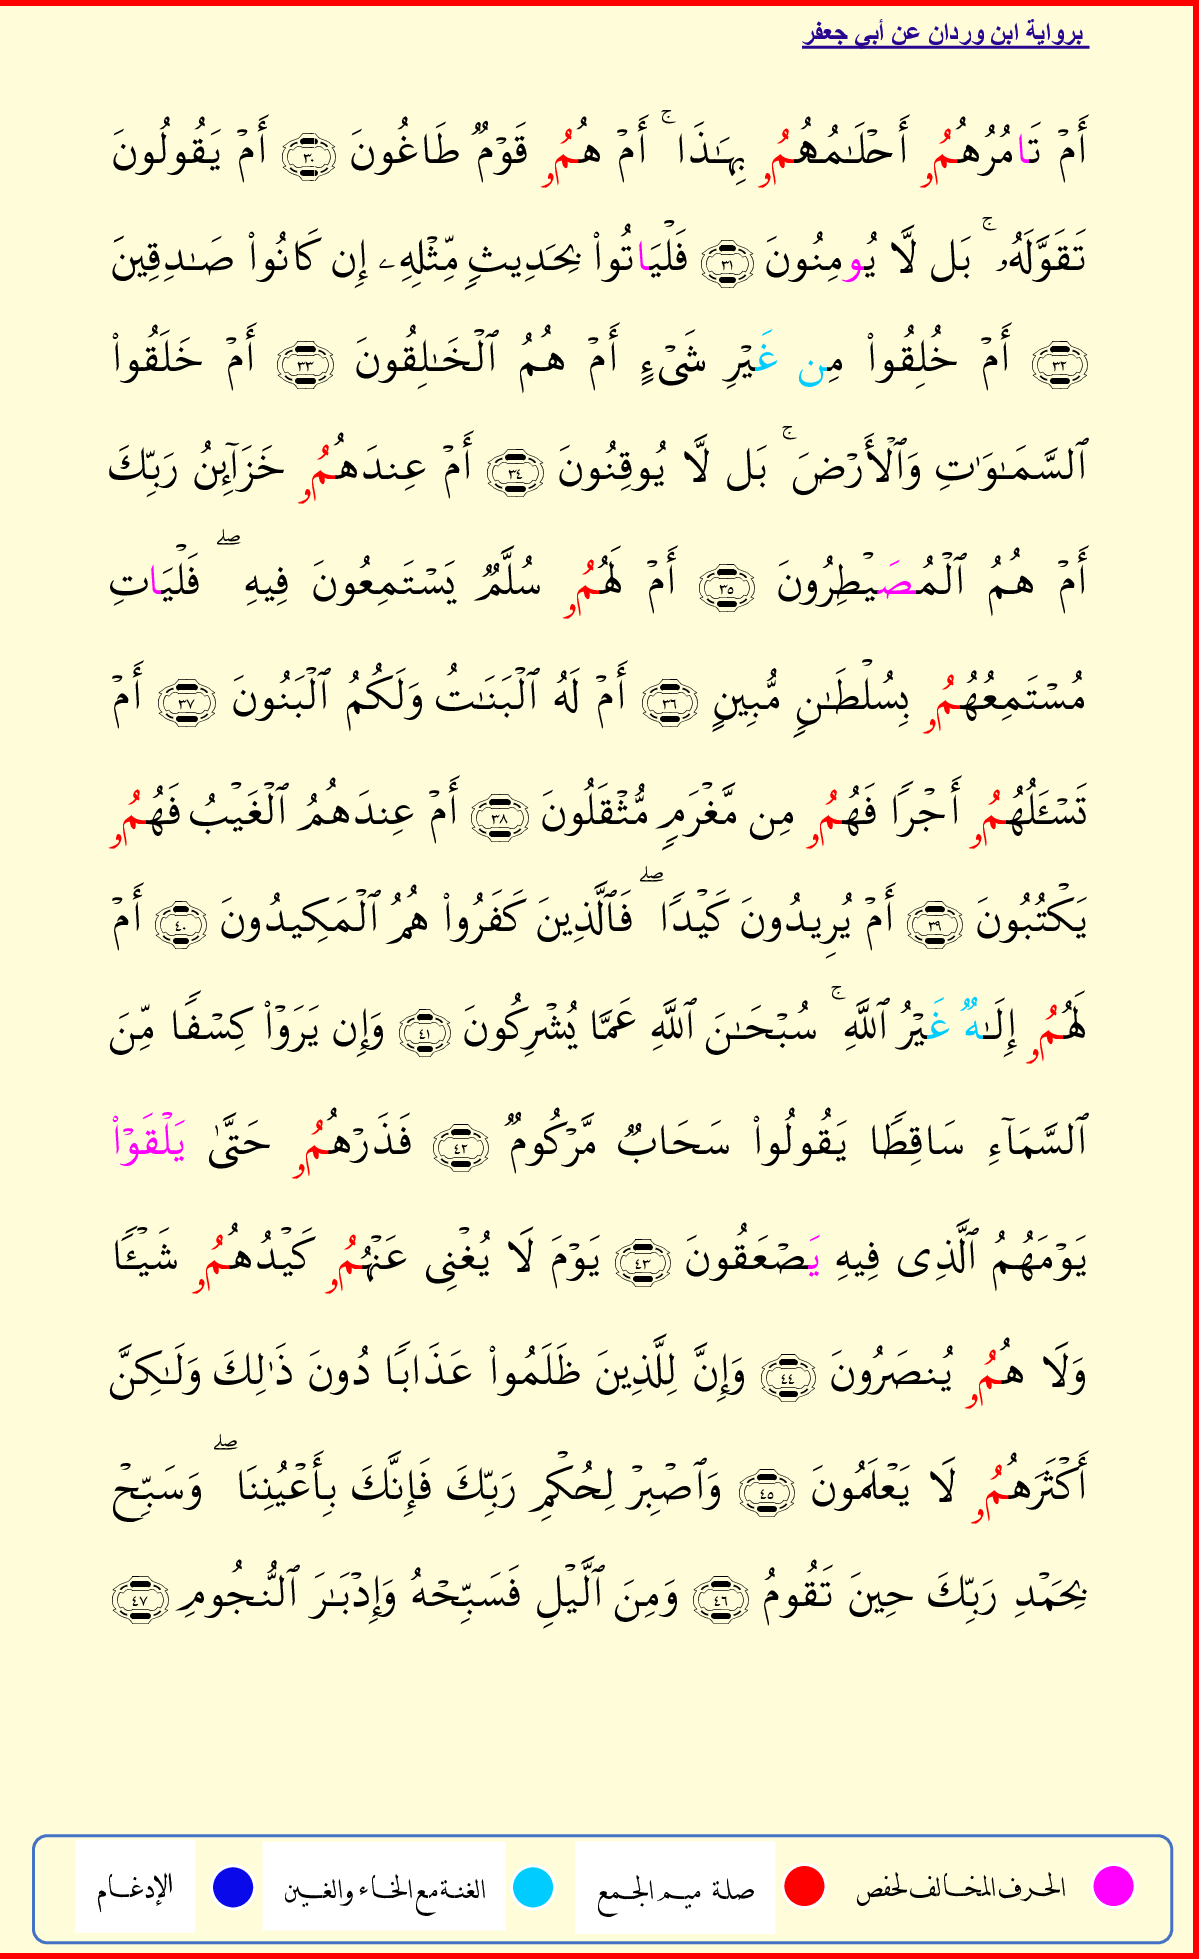 برواية ابن وردان عن أبي جعفر
أَمۡ تَامُرُهُمُۥ أَحۡلَٰمُهُمُۥ بِهَٰذَاۚ أَمۡ هُمُۥ قَوۡمٞ طَاغُونَ ٣٠ أَمۡ يَقُولُونَ
تَقَوَّلَهُۥۚ بَل لَّا يُومِنُونَ ٣١ فَلۡيَاتُواْ بِحَدِيثٖ مِّثۡلِهِۦ إِن كَانُواْ صَٰدِقِينَ
٣٢ أَمۡ خُلِقُواْ مِن غَيۡرِ شَيۡءٍ أَمۡ هُمُ ٱلۡخَٰلِقُونَ ٣٣ أَمۡ خَلَقُواْ
ٱلسَّمَٰوَٰتِ وَٱلۡأَرۡضَۚ بَل لَّا يُوقِنُونَ ٣٤ أَمۡ عِندَهُمُۥ خَزَآئِنُ رَبِّكَ
أَمۡ هُمُ ٱلۡمُصَيۡطِرُونَ ٣٥ أَمۡ لَهُمُۥ سُلَّمٞ يَسۡتَمِعُونَ فِيهِۖ فَلۡيَاتِ
مُسۡتَمِعُهُمُۥ بِسُلۡطَٰنٖ مُّبِينٍ ٣٦ أَمۡ لَهُ ٱلۡبَنَٰتُ وَلَكُمُ ٱلۡبَنُونَ ٣٧ أَمۡ
تَسۡـَٔلُهُمُۥ أَجۡرٗا فَهُمُۥ مِن مَّغۡرَمٖ مُّثۡقَلُونَ ٣٨ أَمۡ عِندَهُمُ ٱلۡغَيۡبُ فَهُمُۥ
يَكۡتُبُونَ ٣٩ أَمۡ يُرِيدُونَ كَيۡدٗاۖ فَٱلَّذِينَ كَفَرُواْ هُمُ ٱلۡمَكِيدُونَ ٤٠ أَمۡ
لَهُمُۥ إِلَٰهٌ غَيۡرُ ٱللَّهِۚ سُبۡحَٰنَ ٱللَّهِ عَمَّا يُشۡرِكُونَ ٤١ وَإِن يَرَوۡاْ كِسۡفٗا مِّنَ
ٱلسَّمَآءِ سَاقِطٗا يَقُولُواْ سَحَابٞ مَّرۡكُومٞ ٤٢ فَذَرۡهُمُۥ حَتَّىٰ يَلۡقَوۡاْ
يَوۡمَهُمُ ٱلَّذِي فِيهِ يَصۡعَقُونَ ٤٣ يَوۡمَ لَا يُغۡنِي عَنۡهُمُۥ كَيۡدُهُمُۥ شَيۡـٔٗا
وَلَا هُمُۥ يُنصَرُونَ ٤٤ وَإِنَّ لِلَّذِينَ ظَلَمُواْ عَذَابٗا دُونَ ذَٰلِكَ وَلَٰكِنَّ
أَكۡثَرَهُمُۥ لَا يَعۡلَمُونَ ٤٥ وَٱصۡبِرۡ لِحُكۡمِ رَبِّكَ فَإِنَّكَ بِأَعۡيُنِنَاۖ وَسَبِّحۡ
بِحَمۡدِ رَبِّكَ حِينَ تَقُومُ ٤٦ وَمِنَ ٱلَّيۡلِ فَسَبِّحۡهُ وَإِدۡبَٰرَ ٱلنُّجُومِ ٤٧
الحرف المخالف لحفص صلة ميم الجمع الغنة مع الخاء والغين الإدغام